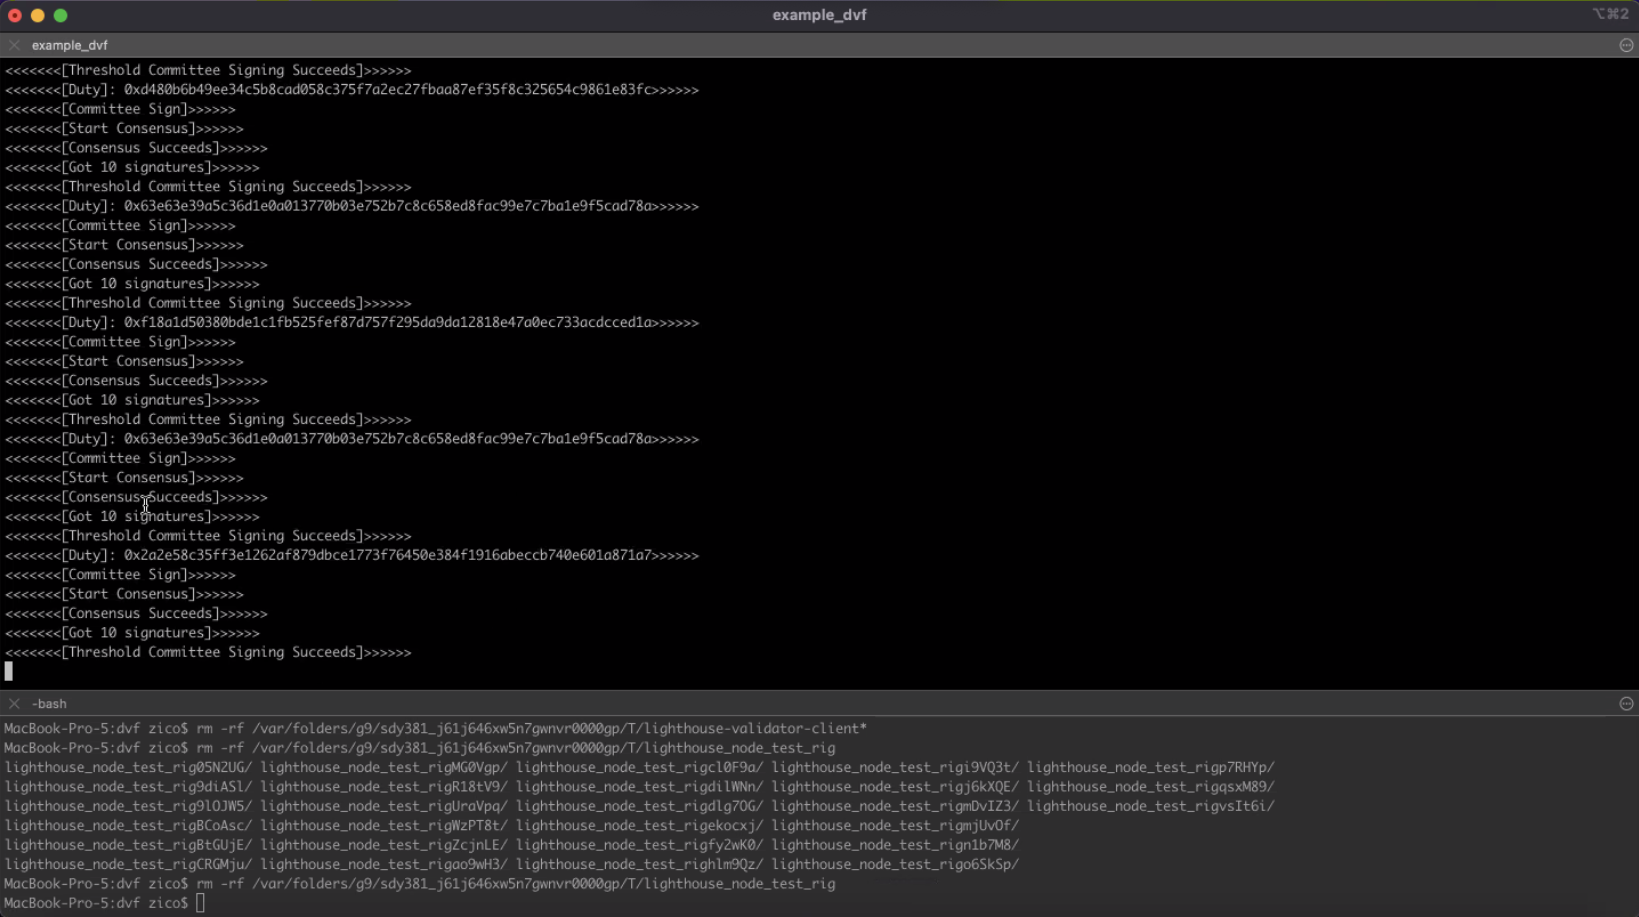 example_dvf
⌥⌘2
example_dvf
<<<<<<<[Threshold Committee Signing Succeeds]>>>>>>
<<<<<<<[Duty]: 0xd480b6b49ee34c5b8cad058c375f7a2ec27fbaa87ef35f8c325654c9861e83fc>>>>>>
<<<<<<<[Committee Sign]>>>>>>
<<<<<<<[Start Consensus]>>>>>>
<<<<<<<[Consensus Succeeds]>>>>>>
<<<<<<<[Got 10 signatures]>>>>>>
<<<<<<<[Threshold Committee Signing Succeeds]>>>>>>
<<<<<<<[Duty]: 0x63e63e39a5c36d1e0a013770b03e752b7c8c658ed8fac99e7c7ba1e9f5cad78a>>>>>>
<<<<<<<[Committee Sign]>>>>>>
<<<<<<<[Start Consensus]>>>>>>
<<<<<<<[Consensus Succeeds]>>>>>>
<<<<<<<[Got 10 signatures]>>>>>>
<<<<<<<[Threshold Committee Signing Succeeds]>>>>>>
<<<<<<<[Duty]: 0xf18a1d50380bde1c1fb525fef87d757f295da9da12818e47a0ec733acdcced1a>>>>>>
<<<<<<<[Committee Sign]>>>>>>
<<<<<<<[Start Consensus]>>>>>>
<<<<<<<[Consensus Succeeds]>>>>>>
<<<<<<<[Got 10 signatures]>>>>>>
<<<<<<<[Threshold Committee Signing Succeeds]>>>>>>
<<<<<<<[Duty]: 0x63e63e39a5c36d1e0a013770b03e752b7c8c658ed8fac99e7c7ba1e9f5cad78a>>>>>>
<<<<<<<[Committee Sign]>>>>>>
<<<<<<<[Start Consensus]>>>>>>
<<<<<<<[Consensus Succeeds]>>>>>>
<<<<<<<[Got 10 signatures]>>>>>>
<<<<<<<[Threshold Committee Signing Succeeds]>>>>>>
<<<<<<<[Duty]: 0x2a2e58c35ff3e1262af879dbce1773f76450e384f1916abeccb740e601a871a7>>>>>>
<<<<<<<[Committee Sign]>>>>>>
<<<<<<<[Start Consensus]>>>>>>
<<<<<<<[Consensus Succeeds]>>>>>>
<<<<<<<[Got 10 signatures]>>>>>>
<<<<<<<[Threshold Committee Signing Succeeds]>>>>>>
-bash
MacBook-Pro-5:dvf zico$ rm -rf /var/folders/g9/sdy381_j61j646xw5n7gwnvr0000gp/T/lighthouse-validator-client*
MacBook-Pro-5:dvf zico$ rm -rf /var/folders/g9/sdy381_j61j646xw5n7gwnvr0000gp/T/lighthouse_node_test_rig
lighthouse_node_test_rig05N2UG/ lighthouse_node_test_rigMG0Vgp/ lighthouse_node_test_rigcl0F9a/ lighthouse_node_test_rigi9VQ3t/ lighthouse_node_test_rigp7RHYp/
lighthouse_node_test_rig9diASl/ lighthouse_node_test_rigR18tV9/ lighthouse_node_test_rigdilWNn/ lighthouse_node_test_rigj6kXQE/ lighthouse_node_test_rigqsxM89/
lighthouse_node_test_rig9lOJW5/ lighthouse_node_test_rigUraVpq/ lighthouse_node_test_rigdlg7OG/ lighthouse_node_test_rigmDvIZ3/ lighthouse_node_test_rigvsIt6i/
lighthouse_node_test_rigBCoAsc/ lighthouse_node_test_rigWzPT8t/ lighthouse_node_test_rigekocxj/ lighthouse_node_test_rigmjUvOf/
lighthouse_node_test_rigBtGUjE/ lighthouse_node_test_rigZcjnLE/ lighthouse_node_test_rigfy2wK0/ lighthouse_node_test_rign1b7M8/
lighthouse_node_test_rigCRGMju/ lighthouse_node_test_rigao9wH3/ lighthouse_node_test_righlm9Qz/ lighthouse_node_test_rigo6SkSp/
MacBook-Pro-5:dvf zico$ rm -rf /var/folders/g9/sdy381_j61j646xw5n7gwnvr0000gp/T/lighthouse_node_test_rig
MacBook-Pro-5:dvf zico$